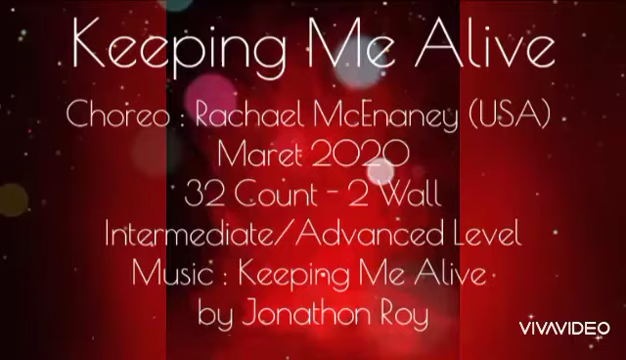 Keeping Me Alive
Choreo : Rachael McEnaney (USA)
Maret 2020
32 Count - 2 Wall
Intermediate/Advanced Level
Music : Keeping Me Alive
by Jonathon Roy
VIVAVIDEO